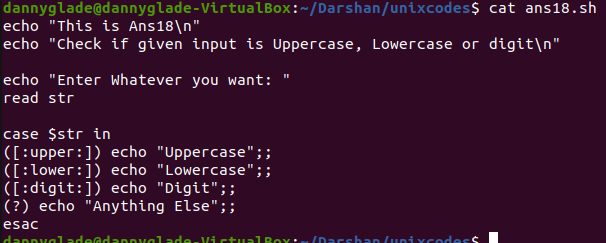 dannyglade@dannyglade-VirtualBox:~/Darshan/unixcodes$ cat ans18.sh
echo "This is Ans18\n"
echo "Check if given input is Uppercase, Lowercase or digit\n"
echo "Enter Whatever you want: "
read str
case $str in
([:upper:]) echo "Uppercase";;
([:lower:]) echo "Lowercase";;
([:digit:]) echo "Digit";;
(?) echo "Anything Else";;
esac
dannyglade@dannyglade-VirtualBox:~/Darshan/unixcodes$